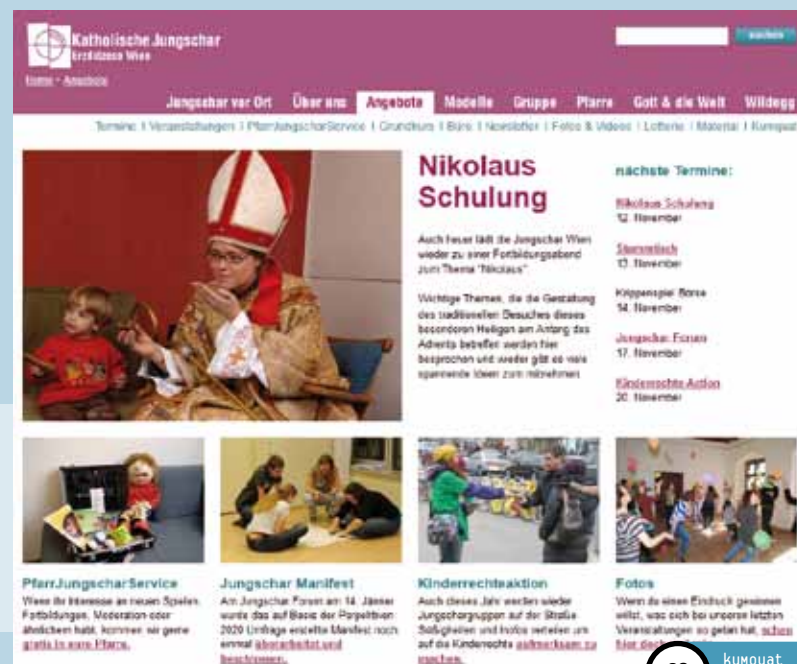 Katholische Jungschar
Erzdiözese Wien
suchen
Home - Angebote
Jungschar vor Ort Über uns Angebote Modelle Gruppe Pfarre Gott & die Welt Wildegg
Termine | Veranstaltungen | PfarrJungscharService | Grundkurs | Büro | Newsletter | Fotos & Videos | Lotterie | Material | Kumquat
Nikolaus
Schulung
Auch heuer lädt die Jungschar Wien
wieder zu einer Fortbildungsabend
zum Thema "Nikolaus".
Wichtige Themen, die die Gestaltung
des traditionellen Besuches dieses
besonderen Heiligen am Anfang des
Advents betreffen werden hier
besprochen und wieder gibt es viele
spannende Ideen zum mitnehmen.
nächste Termine:
Nikolaus Schulung
12. November
Stammtisch
13. November
Krippenspiel Börse
14. November
Jungschar Forum
17. November
Kinderrechte Action
20. November
PfarrJungscharService
Wenn ihr Interesse an neuen Spielen,
Fortbildungen, Moderation oder
ähnlichem habt, kommen wir gerne
gratis in eure Pfarre.
Jungschar Manifest
Am Jungschar Forum am 14. Jänner
wurde das auf Basis der Perspektiven
2020 Umfrage erstellte Manifest noch
einmal überarbeitet und
beschlossen.
Kinderrechteaktion
Auch dieses Jahr werden wieder
Jungschargruppen auf der Straße
Süßigkeiten und Infos verteilen um
auf die Kinderrechte aufmerksam zu
machen.
Fotos
Wenn du einen Eindruck gewinnen
willst, was sich bei unseren letzten
Veranstaltungen so getan hat, schau
hier doch
kumquat